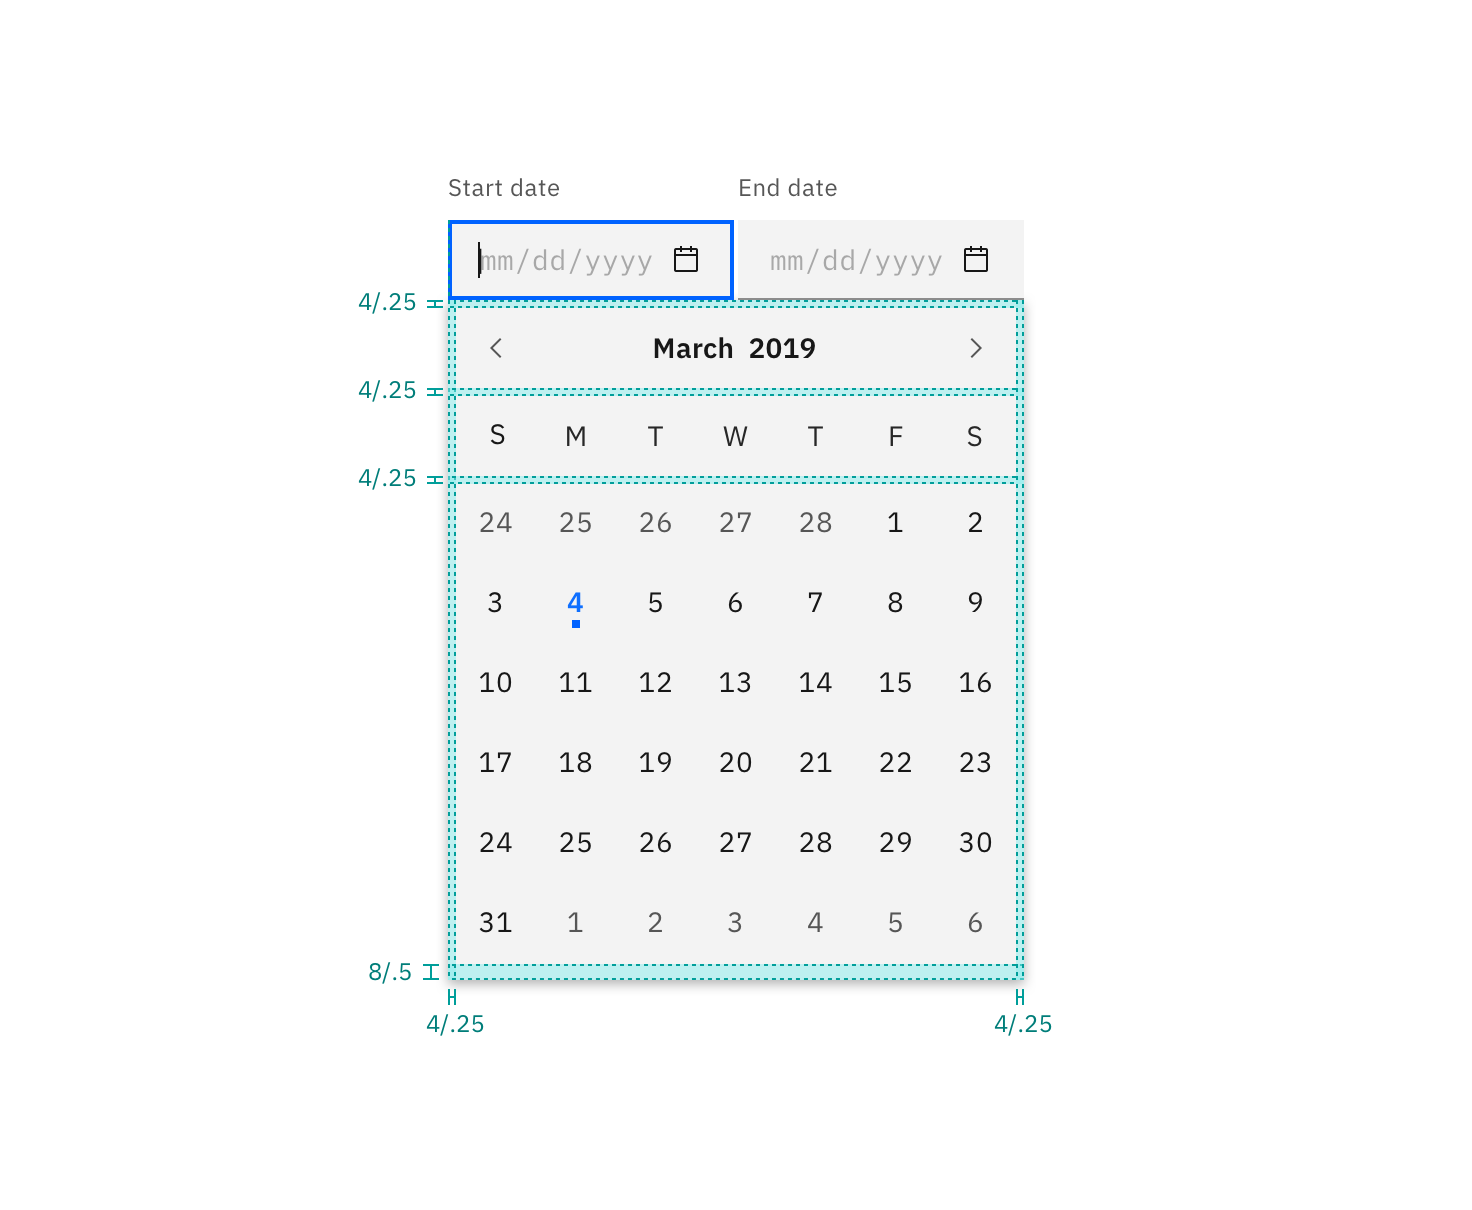 Start date End date
mm/dd/yyyy mm/dd/yyyy
4/.25
March 2019
4/.25
S M T W T F S
4/.25
24 25 26 27 28 1 2
3 4 5 6 7 8 9
10 11 12 13 14 15 16
17 18 19 20 21 22 23
24 25 26 27 28 29 30
31 1 2 3 4 5 6
8/.5
4/.25 4/.25